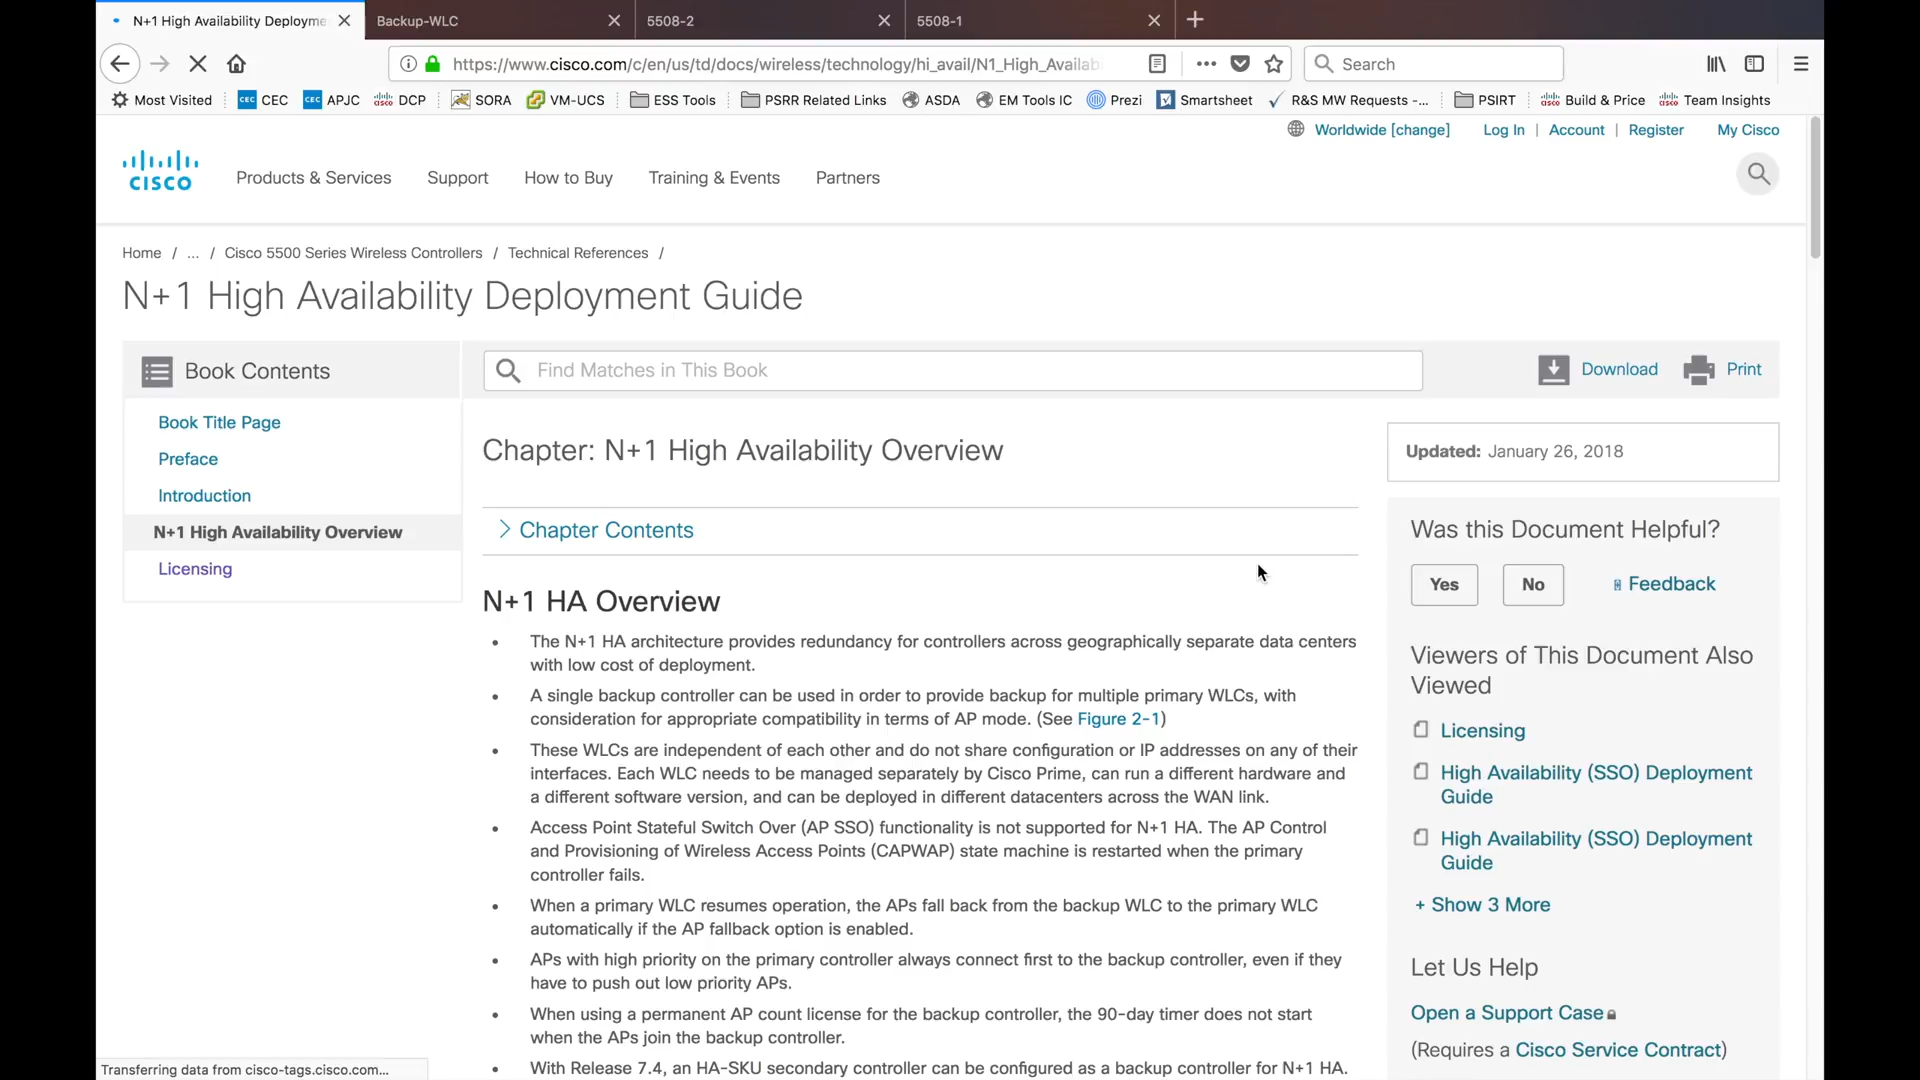 N+1 High Availability Deployme
Backup-WLC
5508-2
5508-1
https://www.cisco.com/c/en/us/td/docs/wireless/technology/hi_avail/N1_High_Availab
Search
Most Visited
CEC CEC
CEC APJC
cisco DCP
SORA
VM-UCS
ESS Tools
PSRR Related Links
ASDA
EM Tools IC
Prezi
Smartsheet
R&S MW Requests -...
PSIRT
cisco Build & Price
cisco Team Insights
Worldwide [change]
Log In | Account | Register
My Cisco
CISCO
Products & Services
Support
How to Buy
Training & Events
Partners
Home / ... / Cisco 5500 Series Wireless Controllers / Technical References /
N+1 High Availability Deployment Guide
Book Contents
Find Matches in This Book
Download
Print
Book Title Page
Preface
Introduction
N+1 High Availability Overview
Licensing
Chapter: N+1 High Availability Overview
Chapter Contents
N+1 HA Overview
• The N+1 HA architecture provides redundancy for controllers across geographically separate data centers
with low cost of deployment.
• A single backup controller can be used in order to provide backup for multiple primary WLCs, with
consideration for appropriate compatibility in terms of AP mode. (See Figure 2-1)
• These WLCs are independent of each other and do not share configuration or IP addresses on any of their
interfaces. Each WLC needs to be managed separately by Cisco Prime, can run a different hardware and
a different software version, and can be deployed in different datacenters across the WAN link.
• Access Point Stateful Switch Over (AP SSO) functionality is not supported for N+1 HA. The AP Control
and Provisioning of Wireless Access Points (CAPWAP) state machine is restarted when the primary
controller fails.
• When a primary WLC resumes operation, the APs fall back from the backup WLC to the primary WLC
automatically if the AP fallback option is enabled.
• APs with high priority on the primary controller always connect first to the backup controller, even if they
have to push out low priority APs.
• When using a permanent AP count license for the backup controller, the 90-day timer does not start
when the APs join the backup controller.
• With Release 7.4, an HA-SKU secondary controller can be configured as a backup controller for N+1 HA.
Updated: January 26, 2018
Was this Document Helpful?
Yes
No
Feedback
Viewers of This Document Also
Viewed
Licensing
High Availability (SSO) Deployment
Guide
High Availability (SSO) Deployment
Guide
+ Show 3 More
Let Us Help
Open a Support Case
(Requires a Cisco Service Contract)
Transferring data from cisco-tags.cisco.com...